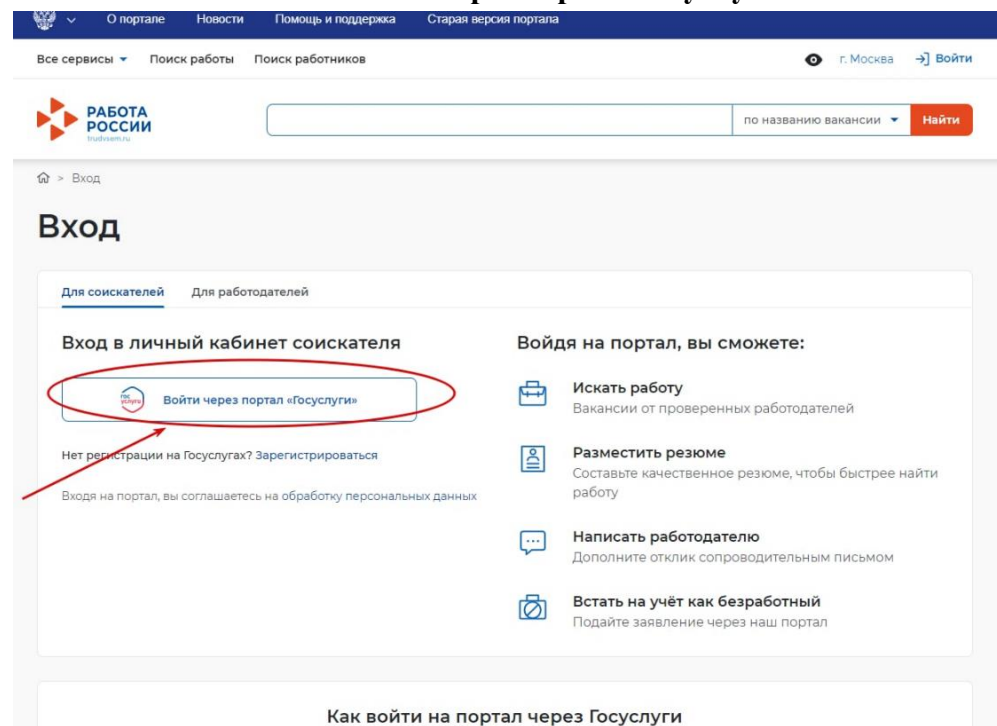 О портале Новости Помощь и поддержка Старая версия портала
Все сервисы Поиск работы Поиск работников г. Москва Войти
РАБОТА
РОССИИ
trudvsem.ru
по названию вакансии Найти
> Вход
Вход
Для соискателей Для работодателей
Вход в личный кабинет соискателя
госуслуги Войти через портал «Госуслуги»
Нет регистрации на Госуслугах? Зарегистрироваться
Входя на портал, вы соглашаетесь на обработку персональных данных
Войдя на портал, вы сможете:
Искать работу
Вакансии от проверенных работодателей
Разместить резюме
Составьте качественное резюме, чтобы быстрее найти
работу
Написать работодателю
Дополните отклик сопроводительным письмом
Встать на учёт как безработный
Подайте заявление через наш портал
Как войти на портал через Госуслуги